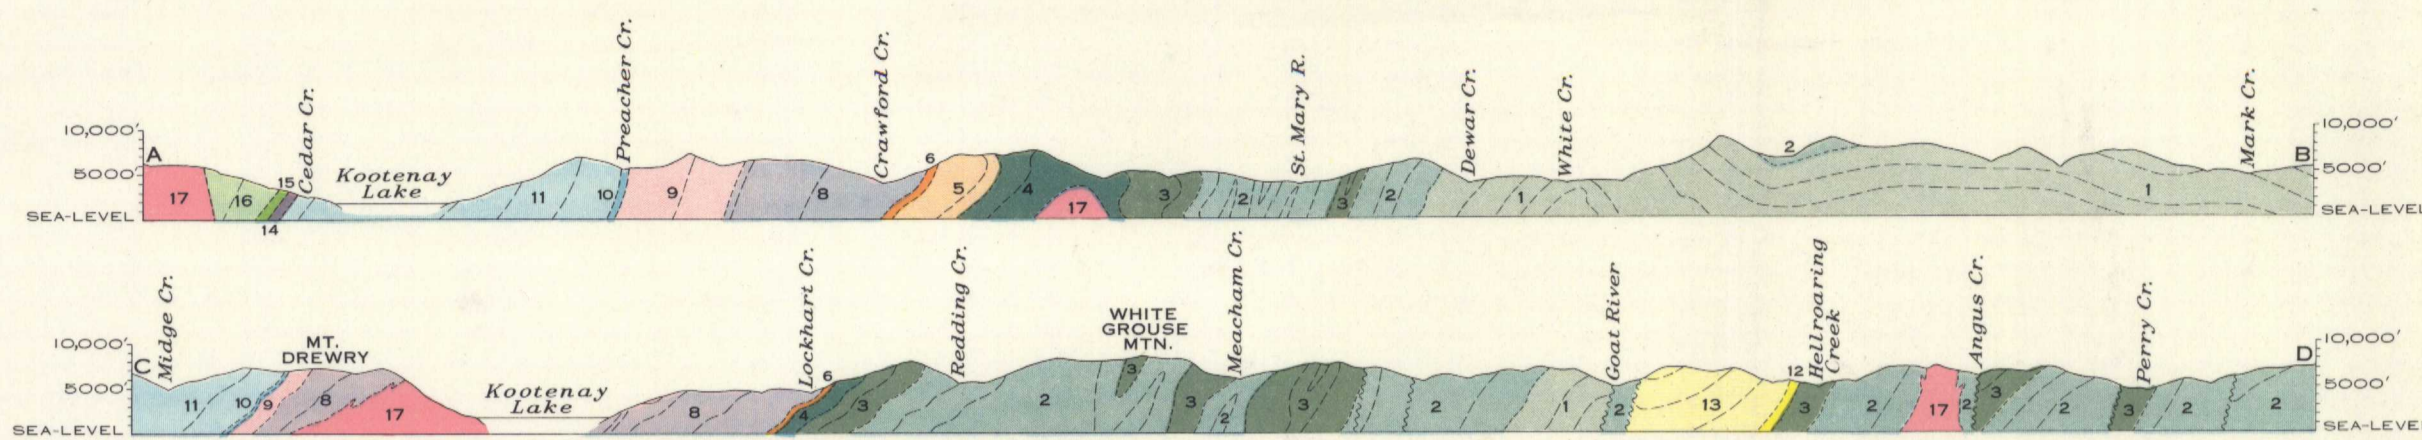 Cedar Cr.
Preacher Cr.
Crawford Cr.
St. Mary R.
Dewar Cr.
White Cr.
Mark Cr.
10,000'
5000'
SEA-LEVEL
A
17
16
15
14
Kootenay
Lake
11
10
9
8
6
5
4
17
3
2
3
2
1
2
1
B
10,000'
5000'
SEA-LEVEL
Midge Cr.
MT.
DREWRY
Kootenay
Lake
Lockhart Cr.
Redding Cr.
WHITE
GROUSE
MTN.
Meacham Cr.
Goat River
Hellroaring
Creek
Angus Cr.
Perry Cr.
10,000'
5000'
SEA-LEVEL
C
11
10
9
8
17
8
6
4
3
2
3
3
2
3
2
1
2
13
12
3
2
17
2
3
2
3
2
2
D
10,000'
5000'
SEA-LEVEL